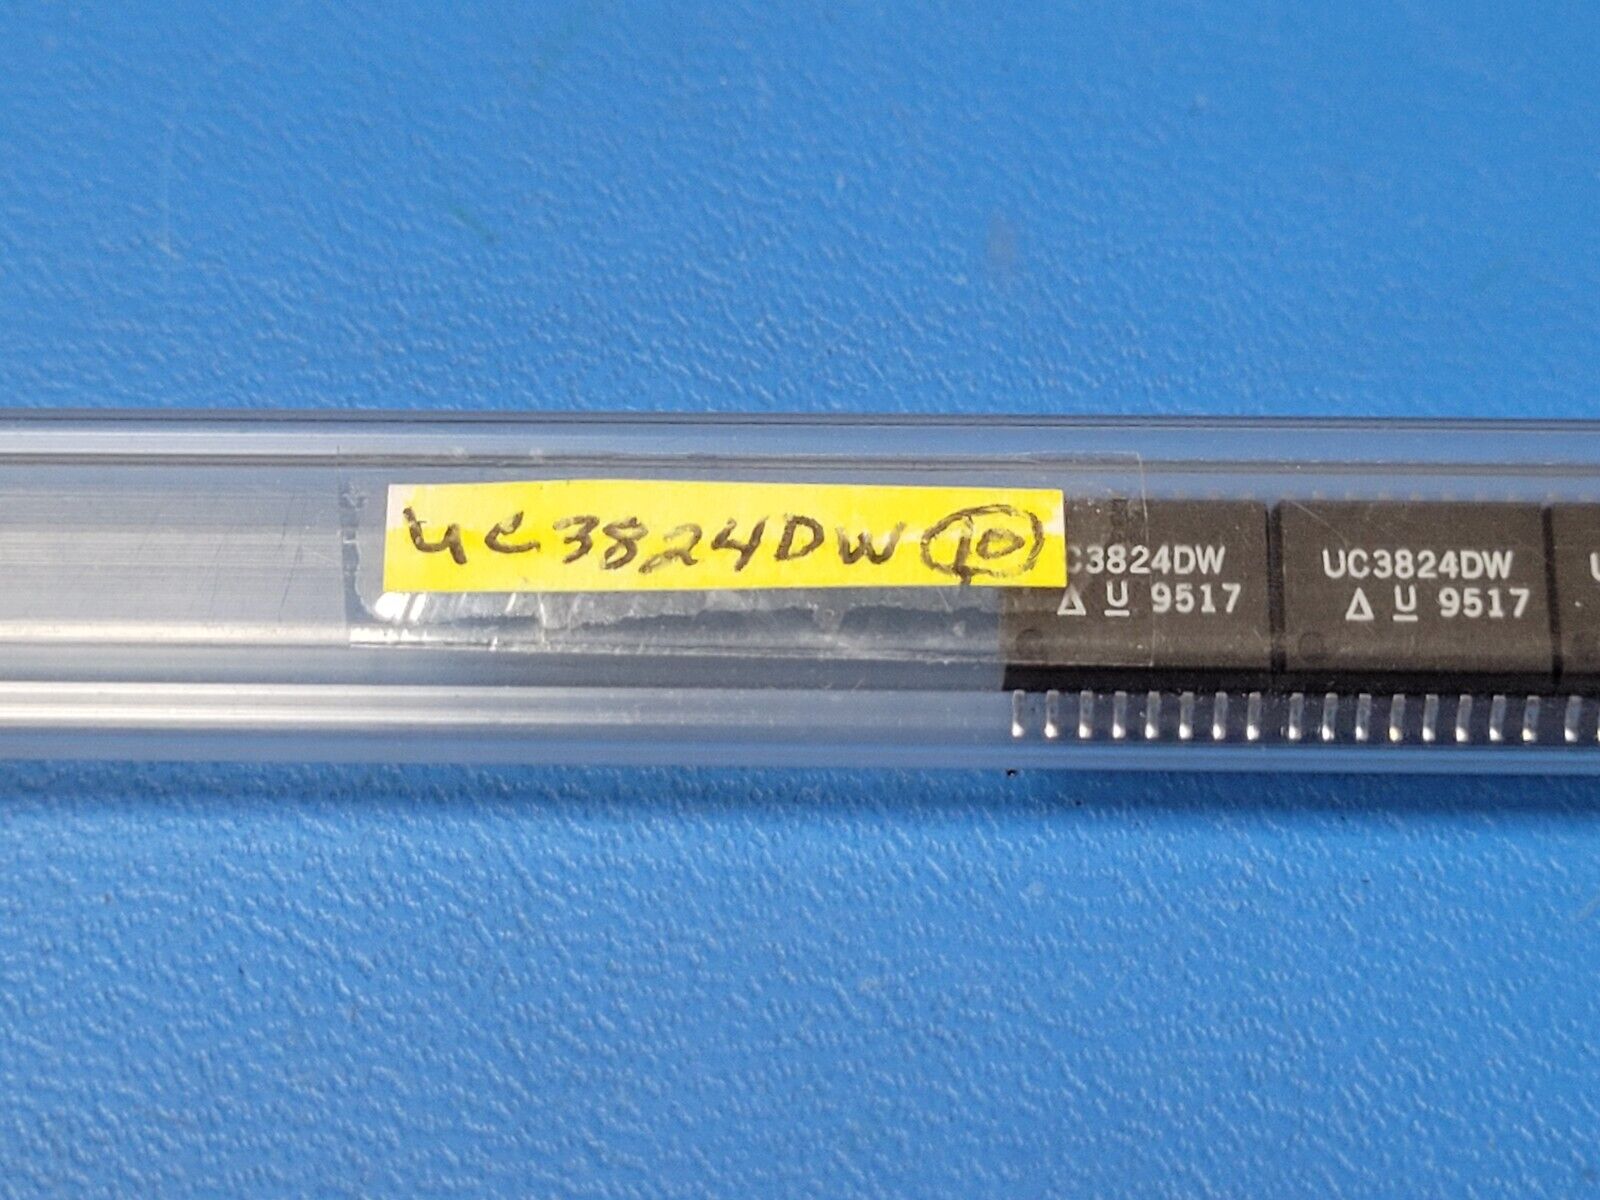 UC3824DW 10
C3824DW
Δ U 9517
UC3824DW
Δ U 9517